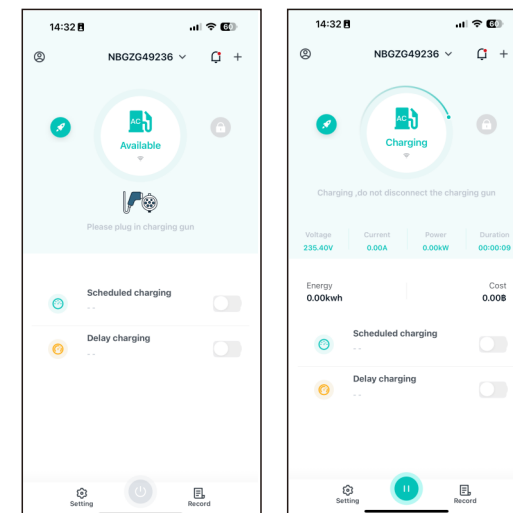 14:32
66
NBGZG49236
AC
Available
Please plug in charging gun
Scheduled charging
- -
Delay charging
- -
Setting
Record
14:32
NBGZG49236
AC
Charging
Charging ,do not disconnect the charging gun
Voltage Current Power Duration
235.40V 0.00A 0.00kW 00:00:09
Energy Cost
0.00kwh 0.00฿
Scheduled charging
- -
Delay charging
- -
Setting
Record